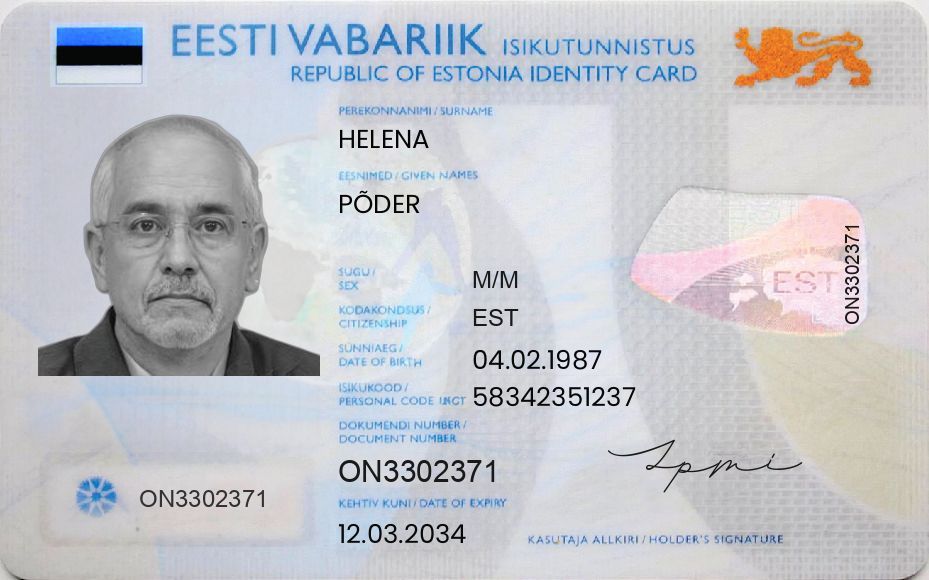 EESTI VABARIIK ISIKUTUNNISTUS
REPUBLIC OF ESTONIA IDENTITY CARD
PEREKONNANIMI / SURNAME
HELENA
EESNIMED / GIVEN NAMES
PÕDER
SUGU /
SEX
M/M
KODAKONDSUS /
CITIZENSHIP
EST
SÜNNIAEG /
DATE OF BIRTH
04.02.1987
ISIKUKOOD /
PERSONAL CODE
58342351237
DOKUMENDI NUMBER /
DOCUMENT NUMBER
ON3302371
KEHTIV KUNI / DATE OF EXPIRY
12.03.2034
ON3302371
EST
ON3302371
KASUTAJA ALLKIRI / HOLDER'S SIGNATURE